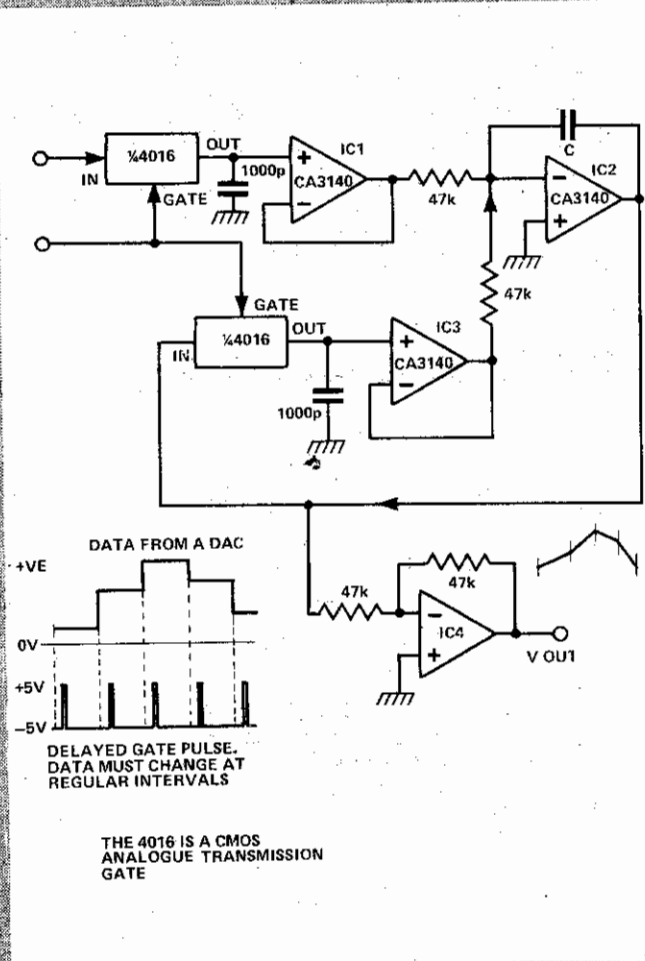 ¼4016
OUT
IN
GATE
1000p
IC1
CA3140
+
−
47k
C
IC2
CA3140
−
+
47k
GATE
¼4016
OUT
IN
1000p
IC3
CA3140
+
−
DATA FROM A DAC
+VE
0V
+5V
−5V
47k
47k
−
IC4
+
V OUT
DELAYED GATE PULSE.
DATA MUST CHANGE AT
REGULAR INTERVALS
THE 4016 IS A CMOS
ANALOGUE TRANSMISSION
GATE